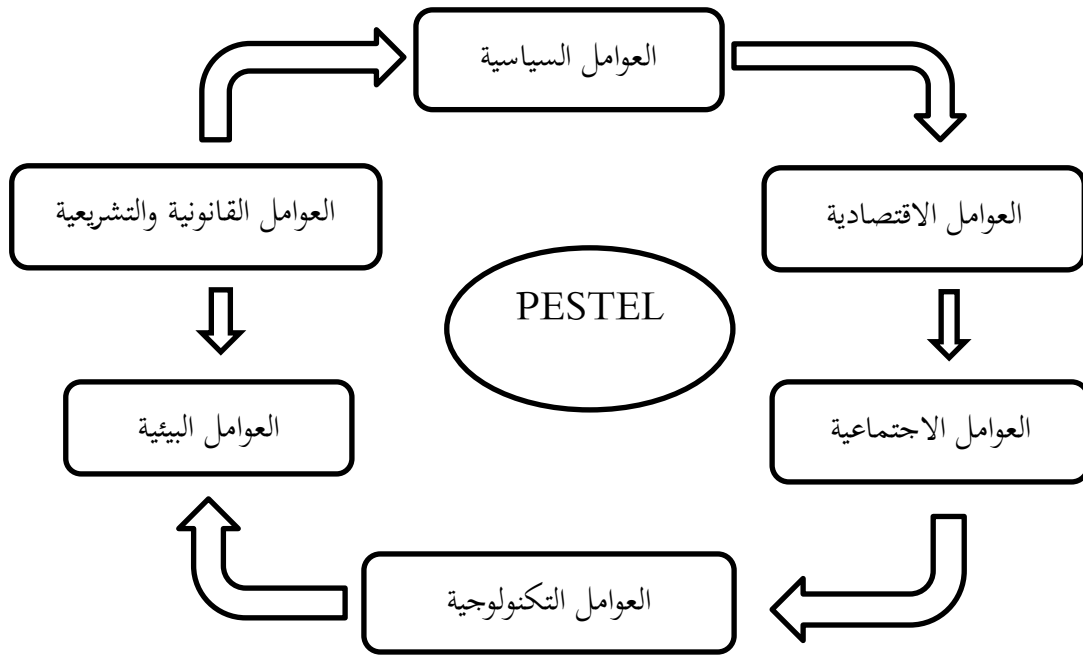 العوامل السياسية
العوامل الاقتصادية
العوامل القانونية والتشريعية
PESTEL
العوامل الاجتماعية
العوامل البيئية
العوامل التكنولوجية